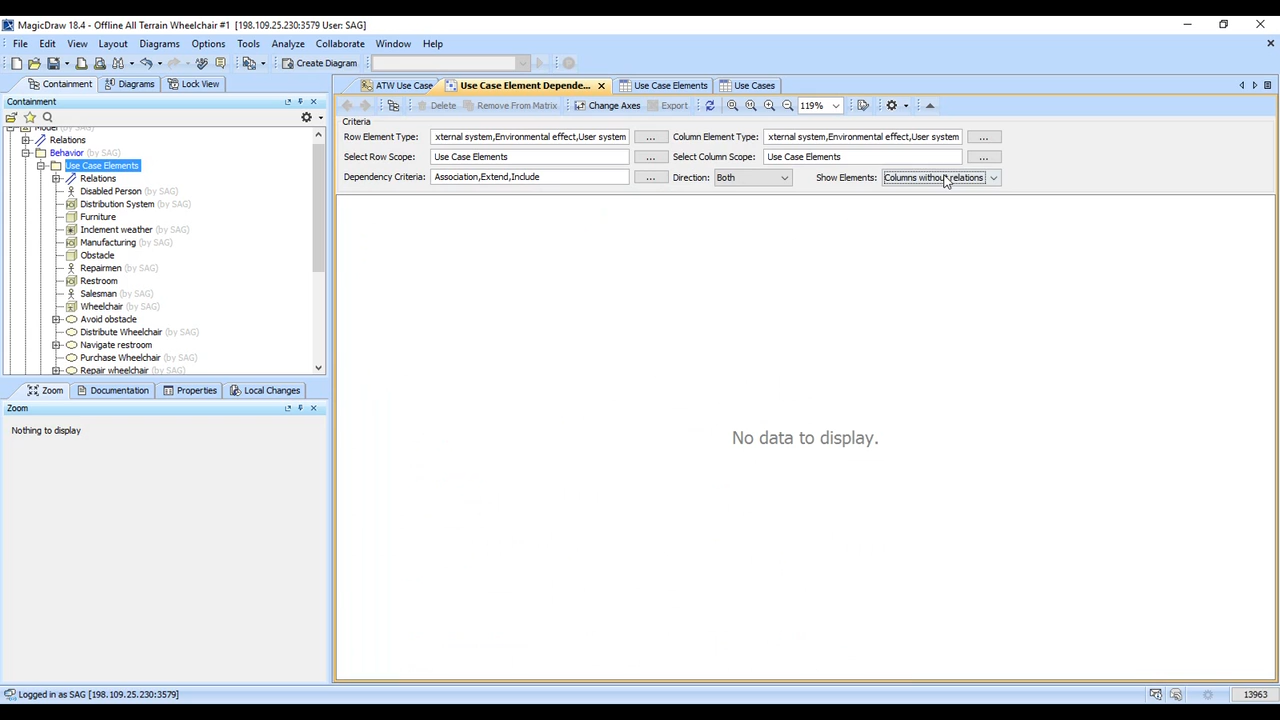 MagicDraw 18.4 - Offline All Terrain Wheelchair #1 [198.109.25.230:3579 User: SAG]
File Edit View Layout Diagrams Options Tools Analyze Collaborate Window Help
Create Diagram
Containment Diagrams Lock View
ATW Use Case Use Case Element Depende... Use Case Elements Use Cases
Containment
Delete Remove From Matrix Change Axes Export 119%
Criteria
Row Element Type: xternal system,Environmental effect,User system ... Column Element Type: xternal system,Environmental effect,User system ...
Select Row Scope: Use Case Elements ... Select Column Scope: Use Case Elements ...
Dependency Criteria: Association,Extend,Include ... Direction: Both Show Elements: Columns without relations
Model (by SAG)
Relations
Behavior (by SAG)
Use Case Elements
Relations
Disabled Person (by SAG)
Distribution System (by SAG)
Furniture
Inclement weather (by SAG)
Manufacturing (by SAG)
Obstacle
Repairmen (by SAG)
Restroom
Salesman (by SAG)
Wheelchair (by SAG)
Avoid obstacle
Distribute Wheelchair (by SAG)
Navigate restroom
Purchase Wheelchair (by SAG)
Repair wheelchair (by SAG)
Zoom Documentation Properties Local Changes
Zoom
Nothing to display
No data to display.
Logged in as SAG [198.109.25.230:3579]
13963